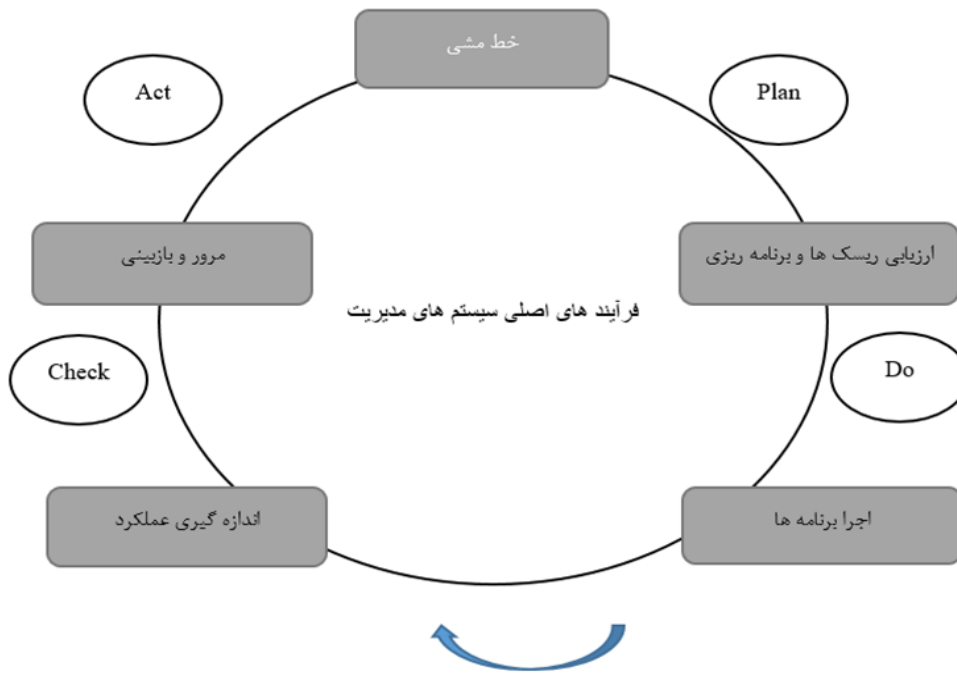 خط مشی
Act
Plan
مرور و بازبینی
ارزیابی ریسک ها و برنامه ریزی
فرآیند های اصلی سیستم های مدیریت
Check
Do
اندازه گیری عملکرد
اجرا برنامه ها